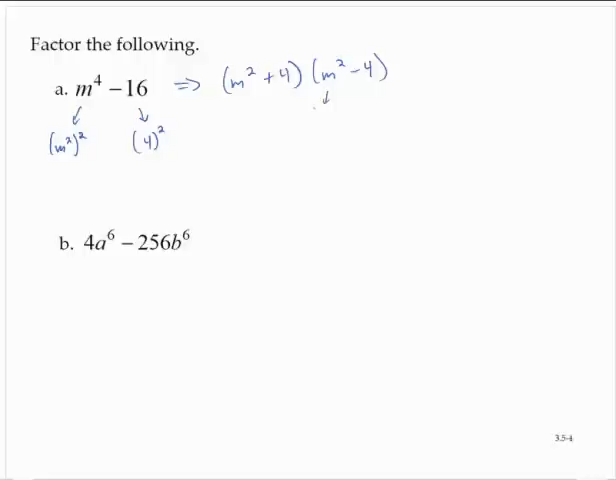 Factor the following.
a. m⁴ – 16 ⇒ (m² + 4) (m² – 4)
↙ ↓ ↓
(m²)² (4)²
b. 4a⁶ – 256b⁶
3.5-4